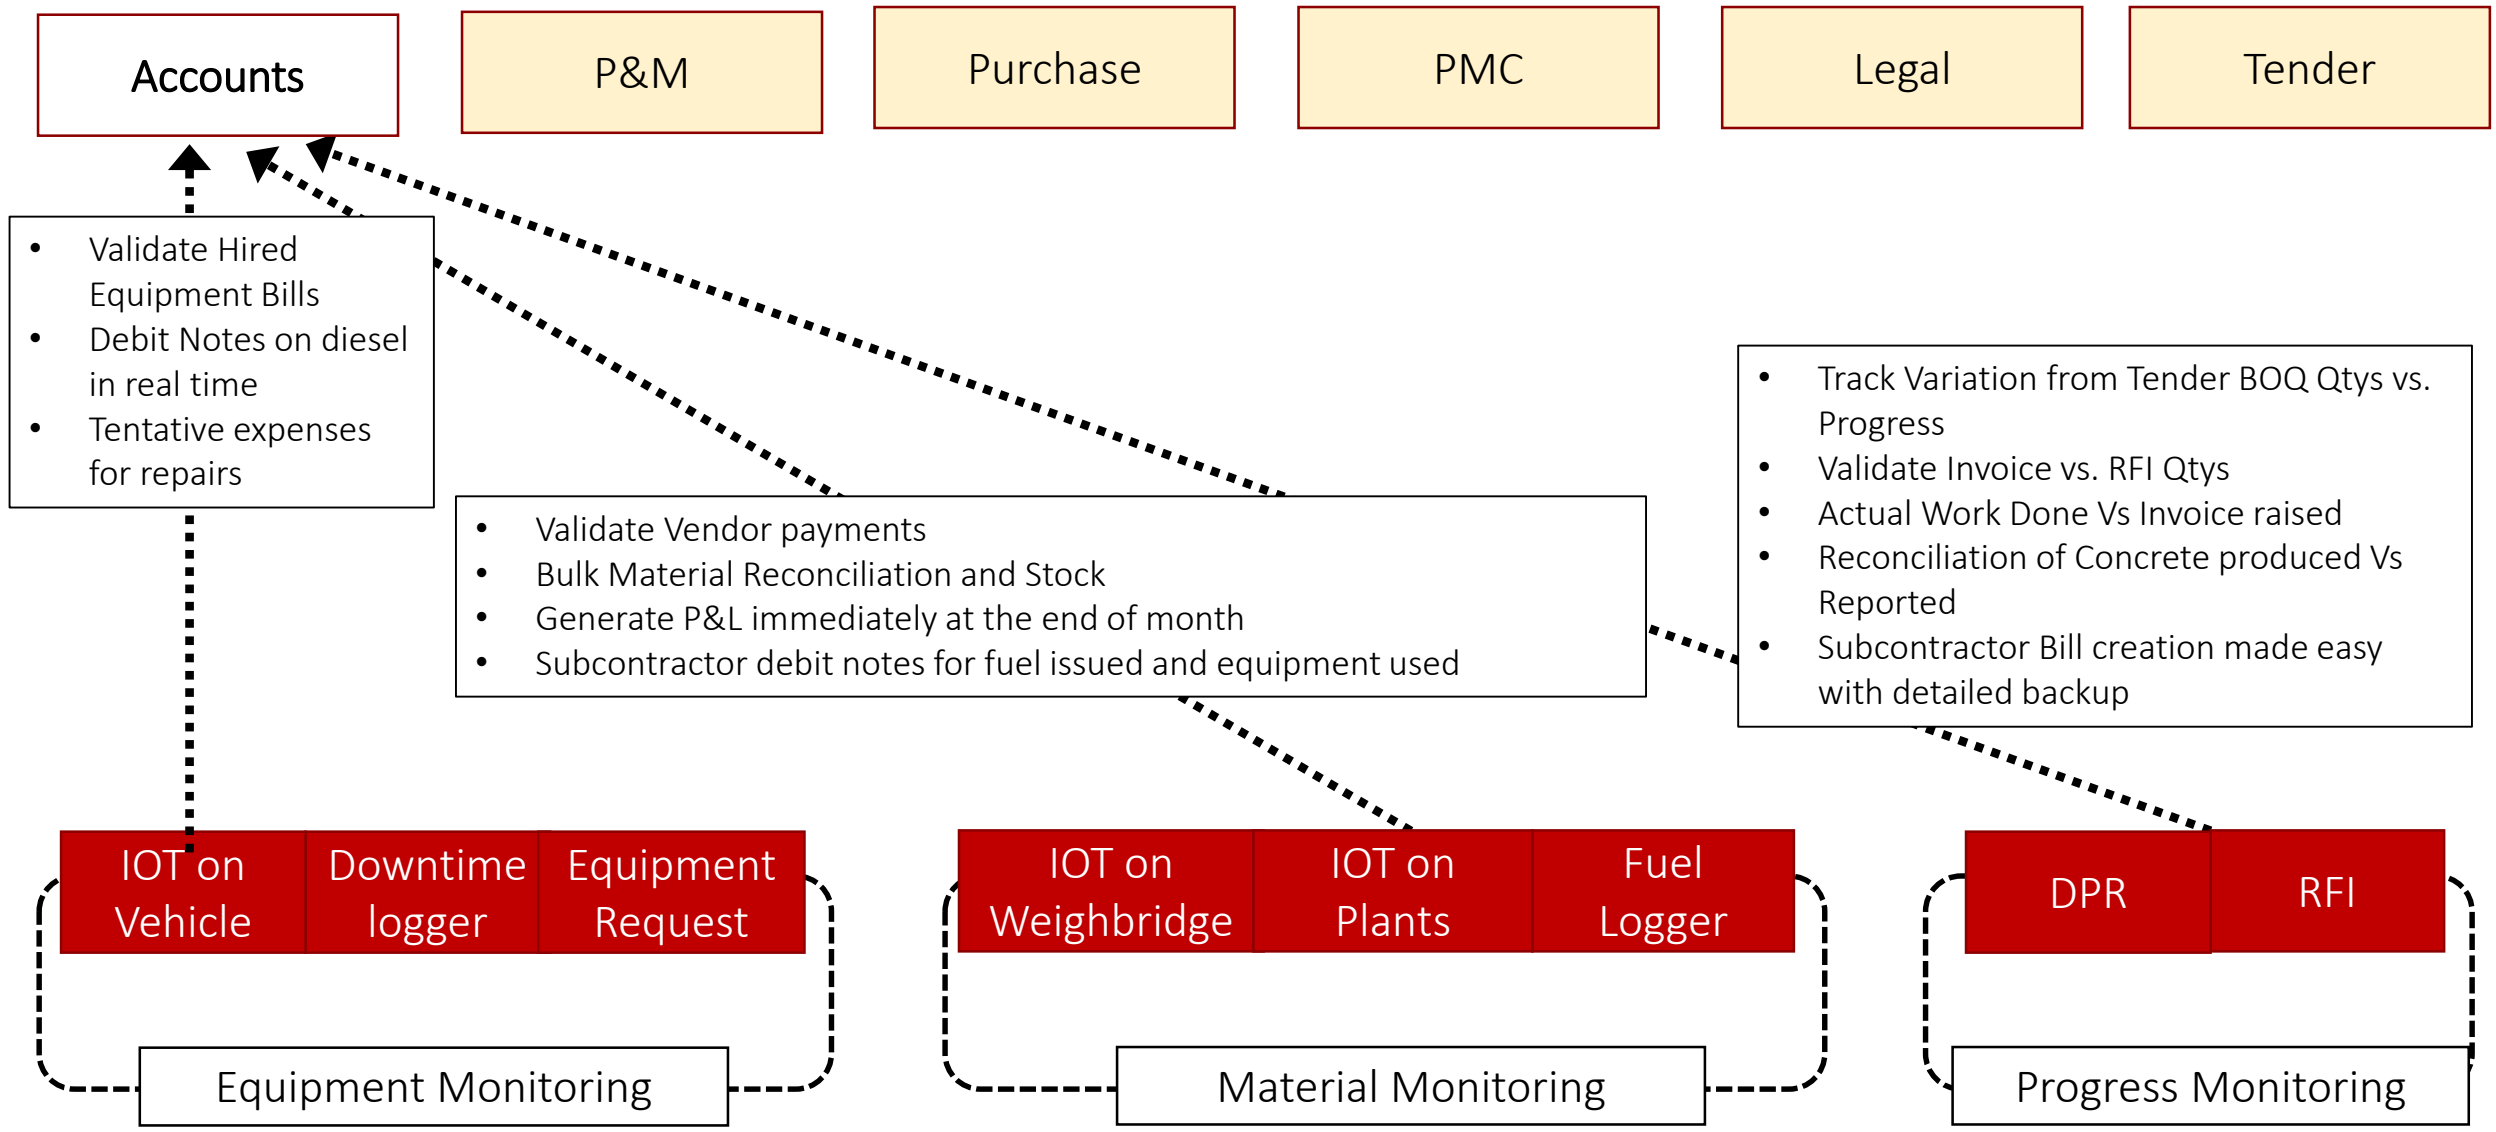 Accounts
P&M
Purchase
PMC
Legal
Tender
• Validate Hired
Equipment Bills
• Debit Notes on diesel
in real time
• Tentative expenses
for repairs
• Validate Vendor payments
• Bulk Material Reconciliation and Stock
• Generate P&L immediately at the end of month
• Subcontractor debit notes for fuel issued and equipment used
• Track Variation from Tender BOQ Qtys vs.
Progress
• Validate Invoice vs. RFI Qtys
• Actual Work Done Vs Invoice raised
• Reconciliation of Concrete produced Vs
Reported
• Subcontractor Bill creation made easy
with detailed backup
IOT on
Vehicle
Downtime
logger
Equipment
Request
IOT on
Weighbridge
IOT on
Plants
Fuel
Logger
DPR
RFI
Equipment Monitoring
Material Monitoring
Progress Monitoring